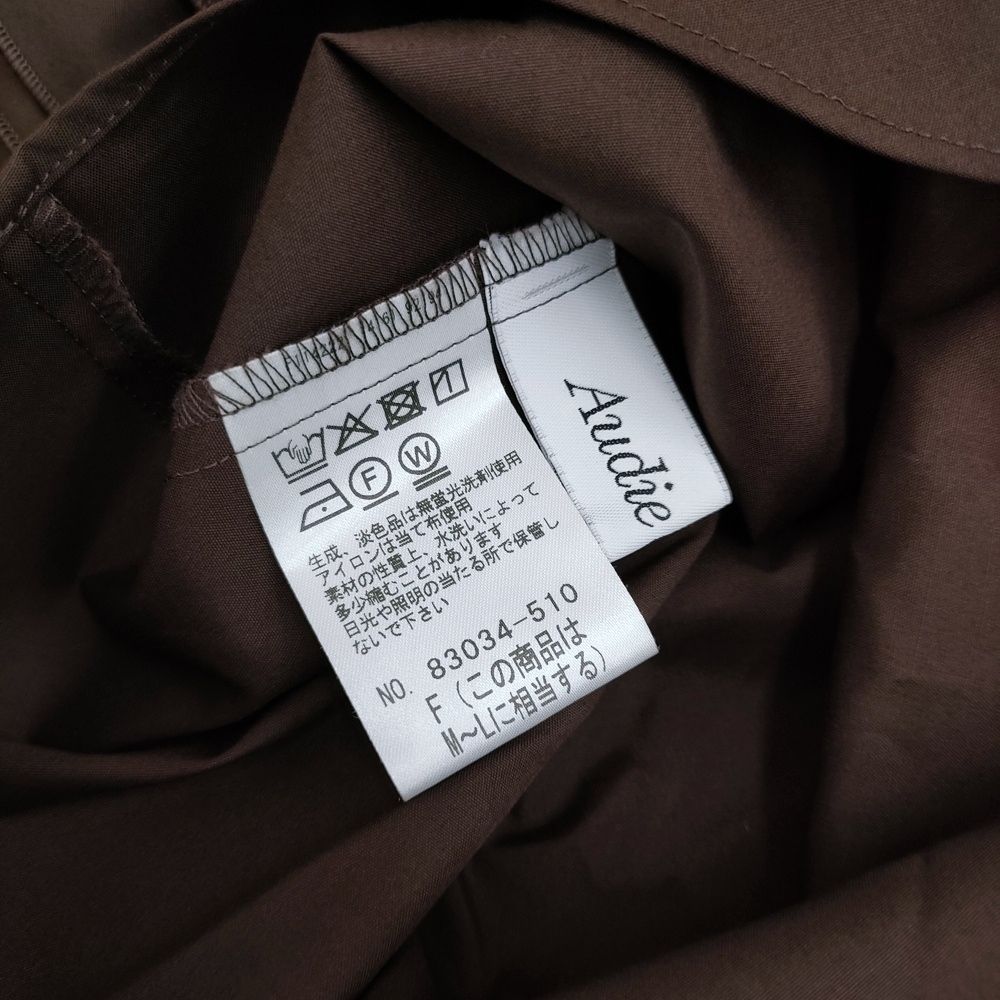 F W
生成、淡色品は無蛍光洗剤使用
アイロンは当て布使用
素材の性質上、水洗いによって
多少縮むことがあります
日光や照明の当たる所で保管し
ないで下さい
NO. 83034-510
F(この商品は
M〜Lに相当する)
Audie